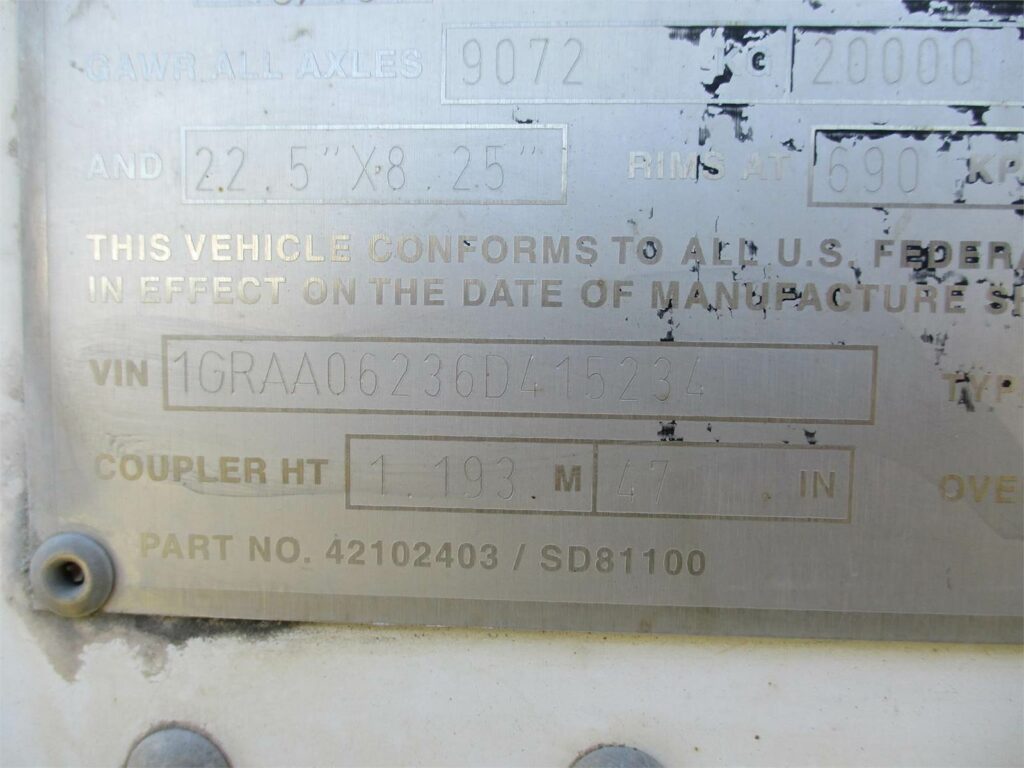 GAWR ALL AXLES 9072 KG 20000
AND 22.5"X8.25" RIMS AT 690 KP
THIS VEHICLE CONFORMS TO ALL U.S. FEDERA
IN EFFECT ON THE DATE OF MANUFACTURE S
VIN 1GRAA06236D415234 TYP
COUPLER HT 1.193 M 47 . IN OVE
PART NO. 42102403 / SD81100